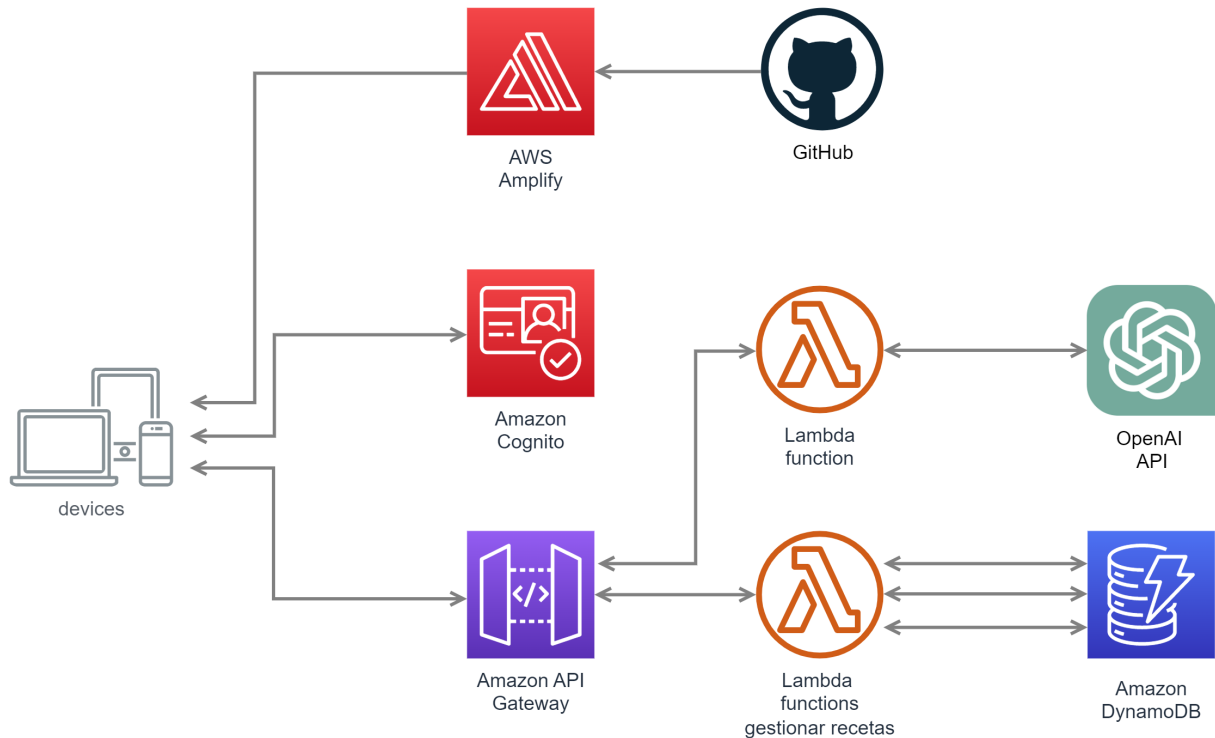 AWS
Amplify
GitHub
Amazon
Cognito
Lambda
function
OpenAI
API
devices
</>
Amazon API
Gateway
Lambda
functions
gestionar recetas
Amazon
DynamoDB